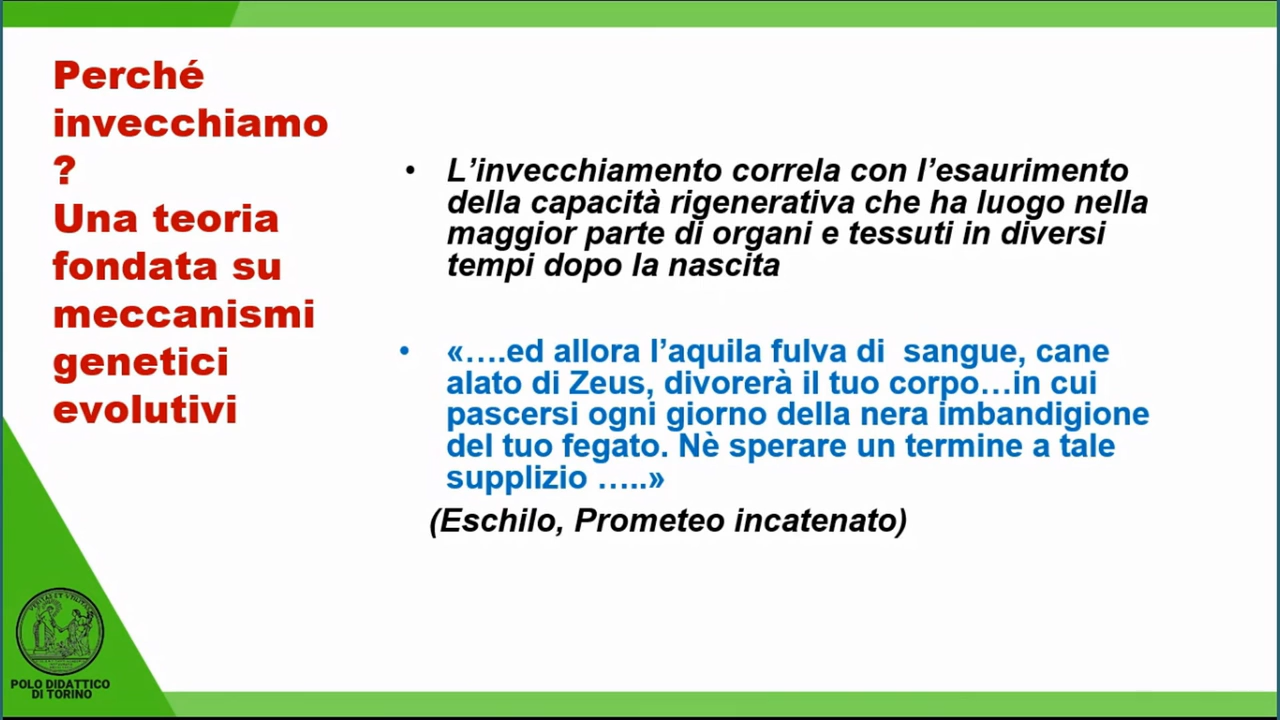 Perché
invecchiamo
?
Una teoria
fondata su
meccanismi
genetici
evolutivi
• L’invecchiamento correla con l’esaurimento
della capacità rigenerativa che ha luogo nella
maggior parte di organi e tessuti in diversi
tempi dopo la nascita
• «….ed allora l’aquila fulva di sangue, cane
alato di Zeus, divorerà il tuo corpo…in cui
pascersi ogni giorno della nera imbandigione
del tuo fegato. Nè sperare un termine a tale
supplizio …..»
(Eschilo, Prometeo incatenato)
POLO DIDATTICO
DI TORINO